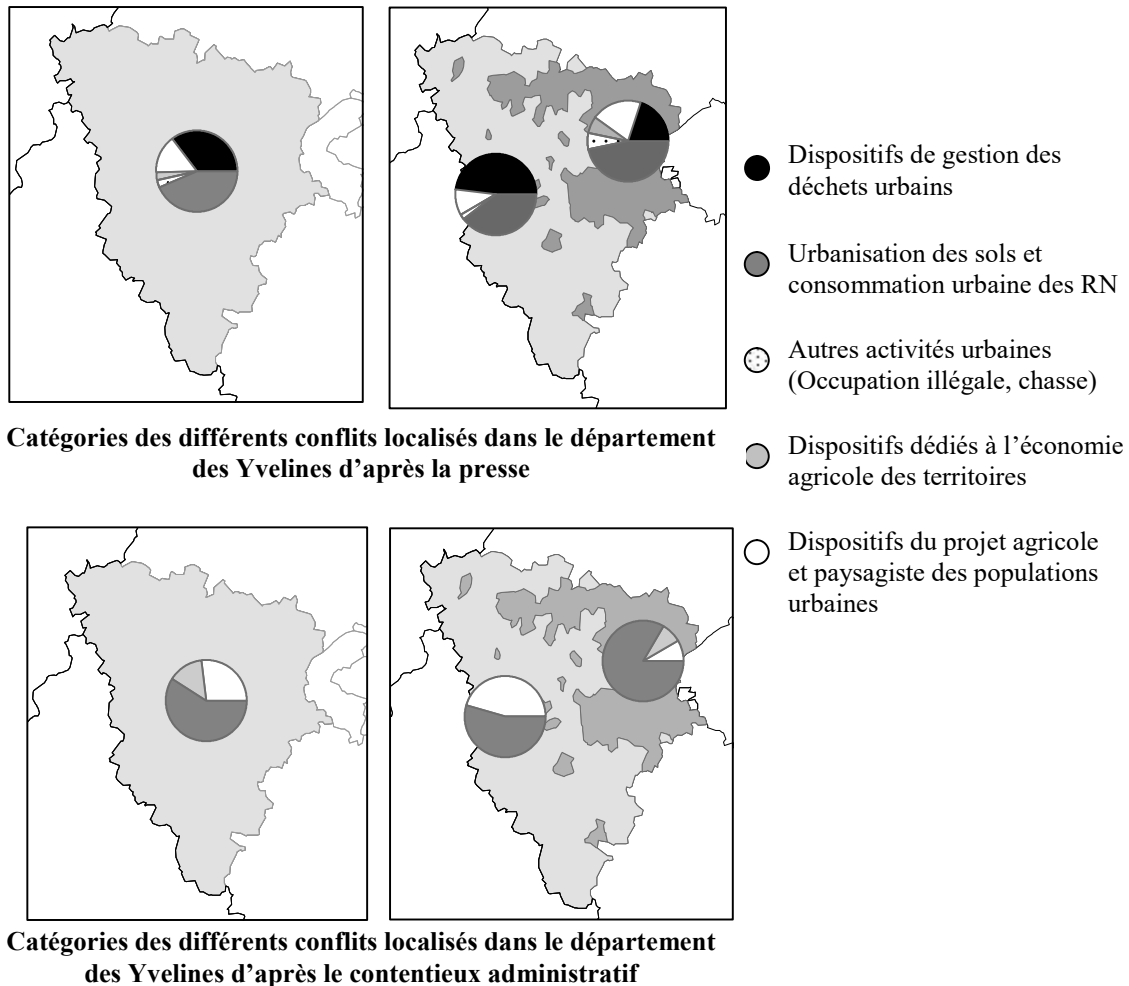 Dispositifs de gestion des
déchets urbains
Urbanisation des sols et
consommation urbaine des RN
Autres activités urbaines
(Occupation illégale, chasse)
Dispositifs dédiés à l'économie
agricole des territoires
Dispositifs du projet agricole
et paysagiste des populations
urbaines
Catégories des différents conflits localisés dans le département
des Yvelines d'après la presse
Catégories des différents conflits localisés dans le département
des Yvelines d'après le contentieux administratif